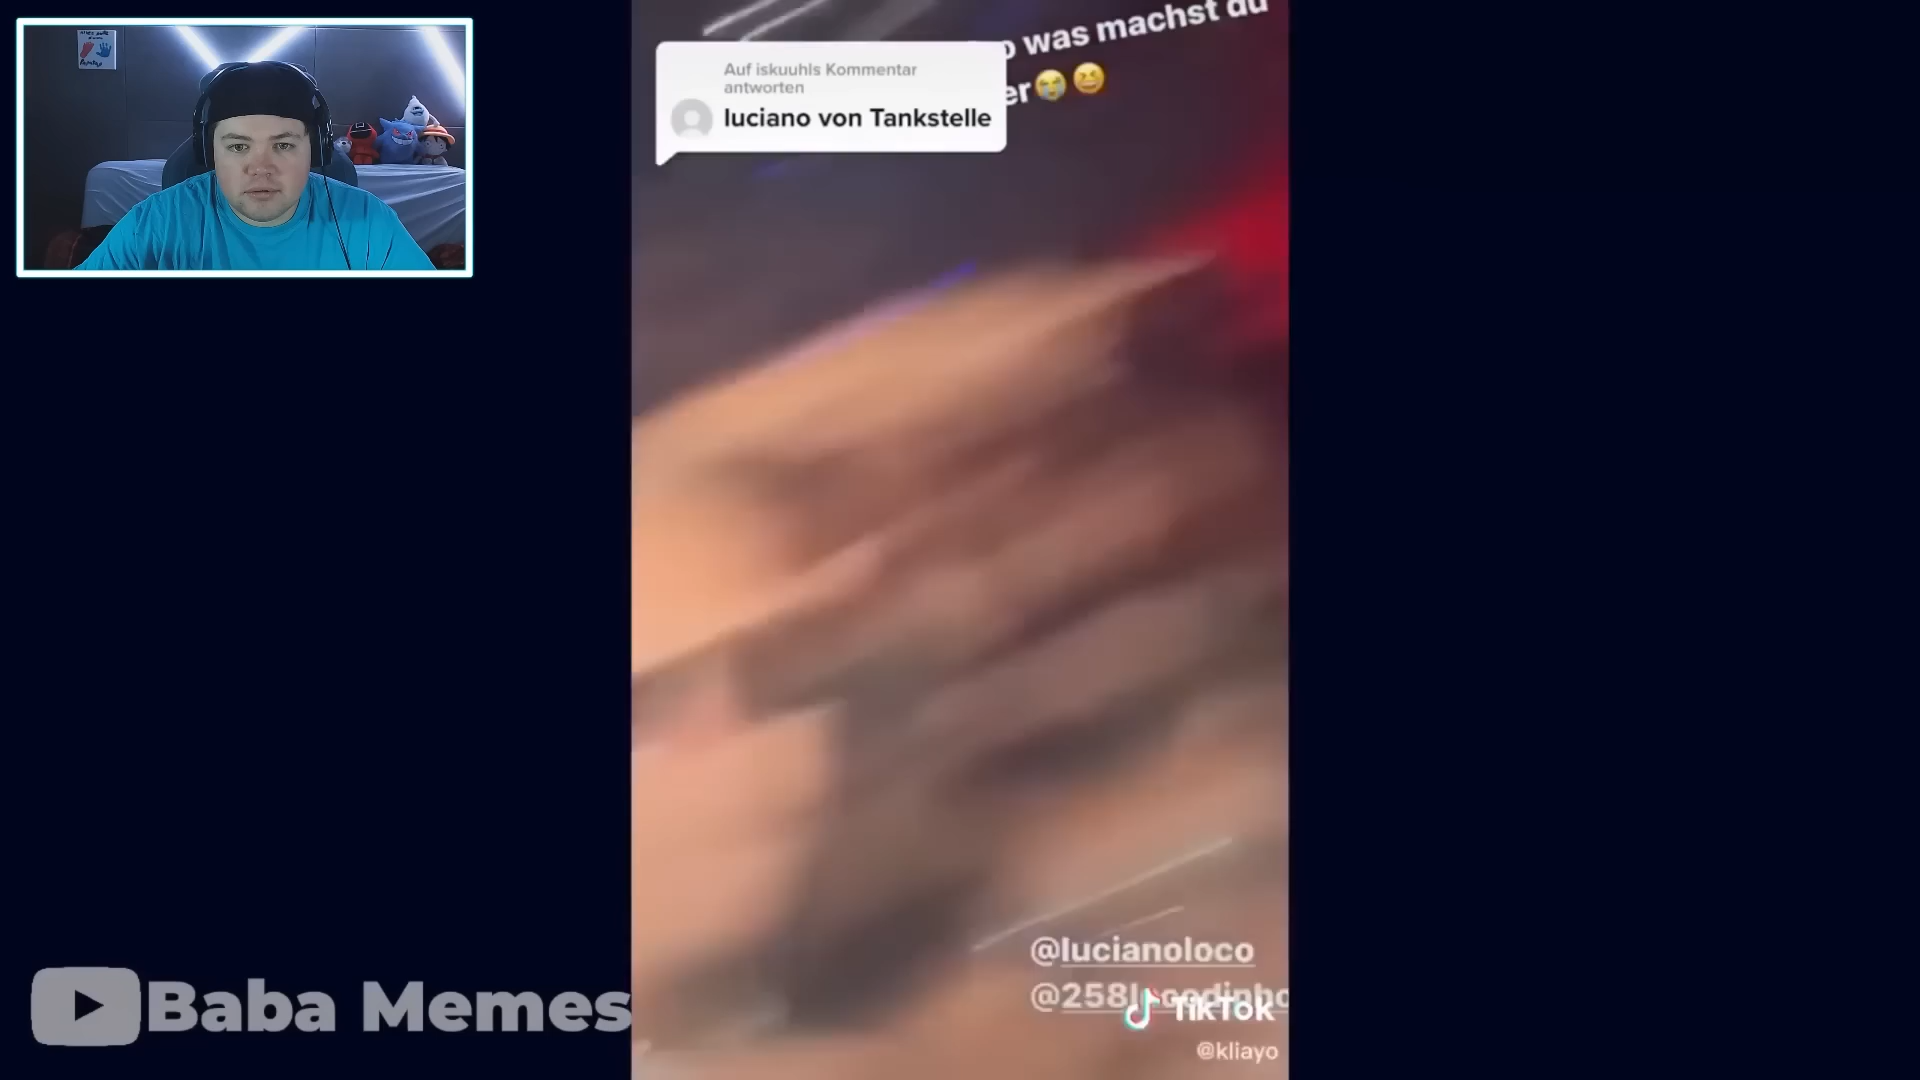 was machst du
Auf iskuuhls Kommentar
antworten
luciano von Tankstelle
er😭😆
@lucianoloco
TikTok
@kliayo
Baba Memes